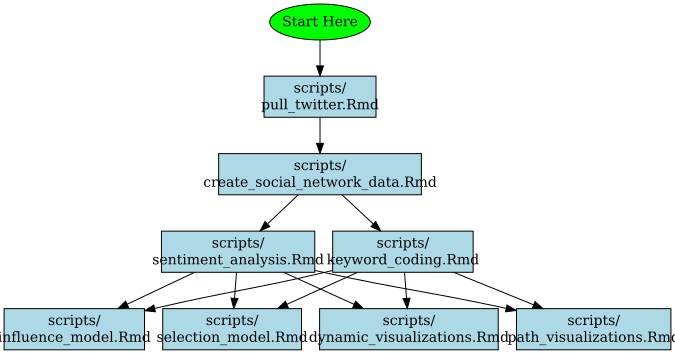 Start Here
scripts/
pull_twitter.Rmd
scripts/
create_social_network_data.Rmd
scripts/
sentiment_analysis.Rmd
scripts/
keyword_coding.Rmd
scripts/
influence_model.Rmd
scripts/
selection_model.Rmd
scripts/
dynamic_visualizations.Rmd
scripts/
path_visualizations.Rmd